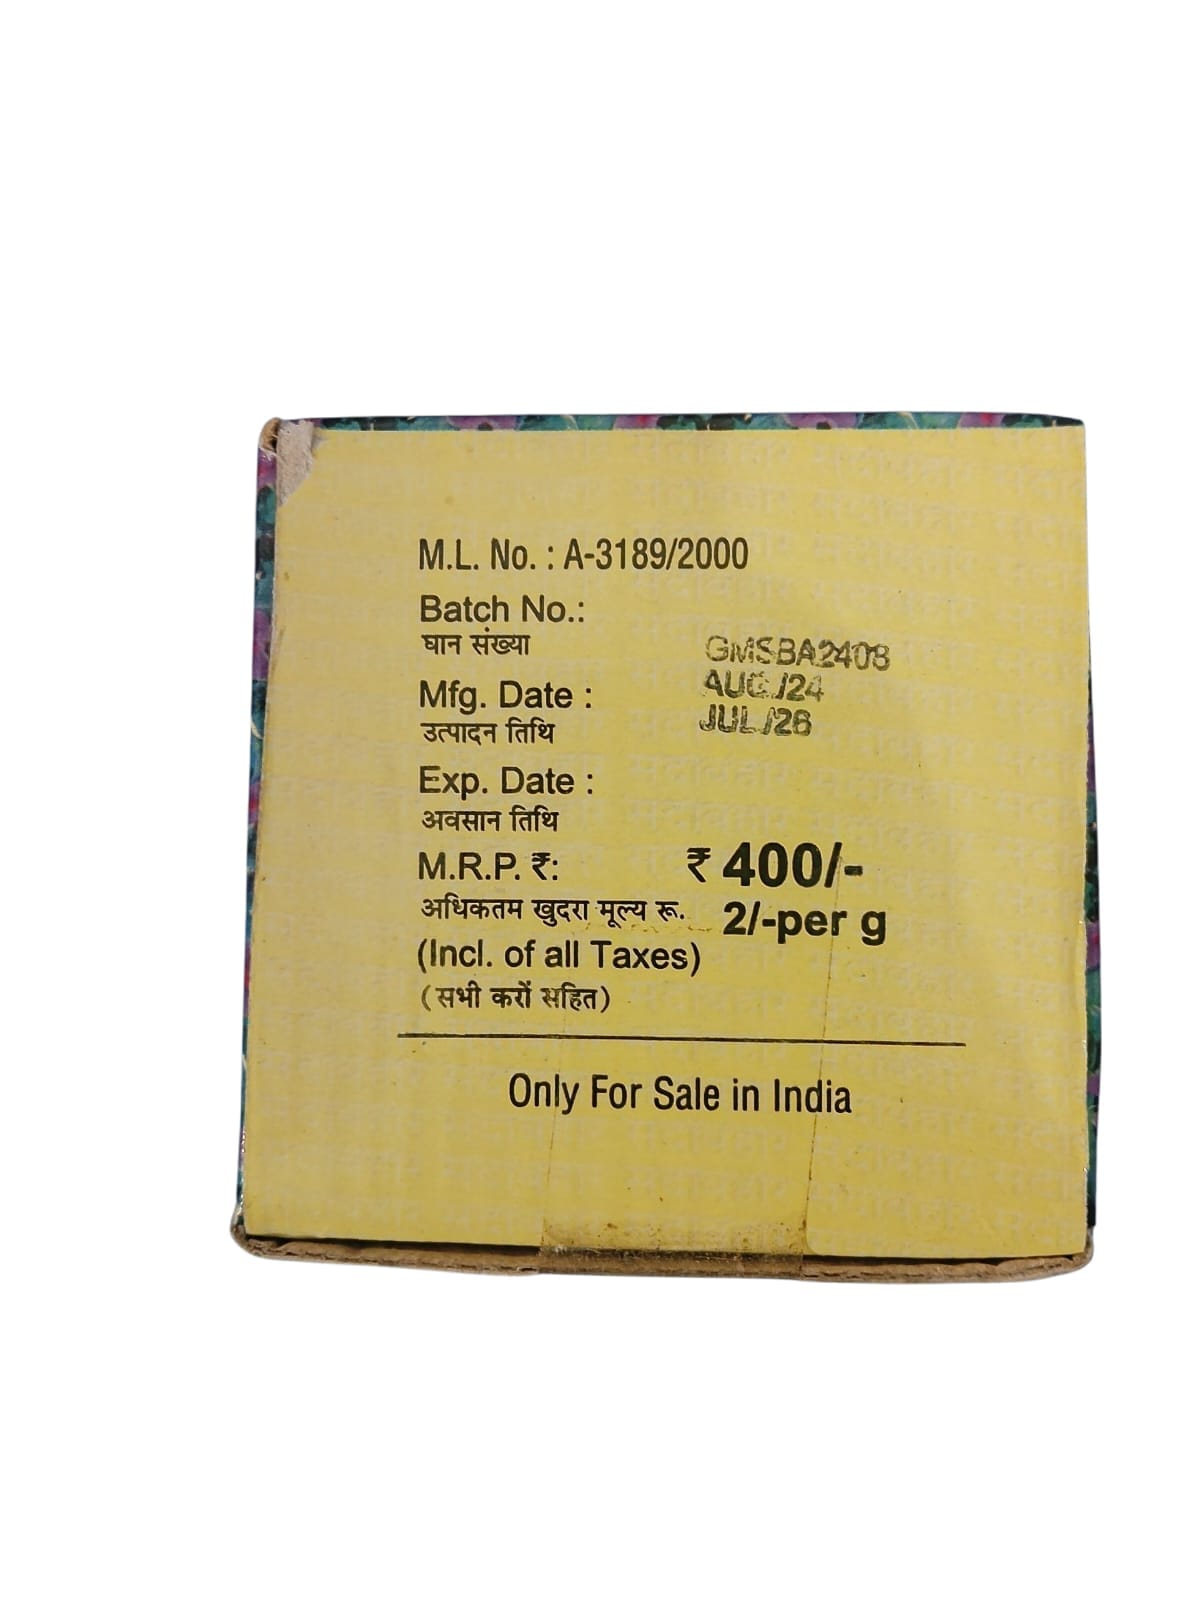 M.L. No. : A-3189/2000
Batch No.:
घान संख्या
GMSBA2408
Mfg. Date :
AUG./24
उत्पादन तिथि
JUL./26
Exp. Date :
अवसान तिथि
M.R.P. ₹: ₹ 400/-
अधिकतम खुदरा मूल्य रू. 2/-per g
(Incl. of all Taxes)
(सभी करों सहित)
Only For Sale in India